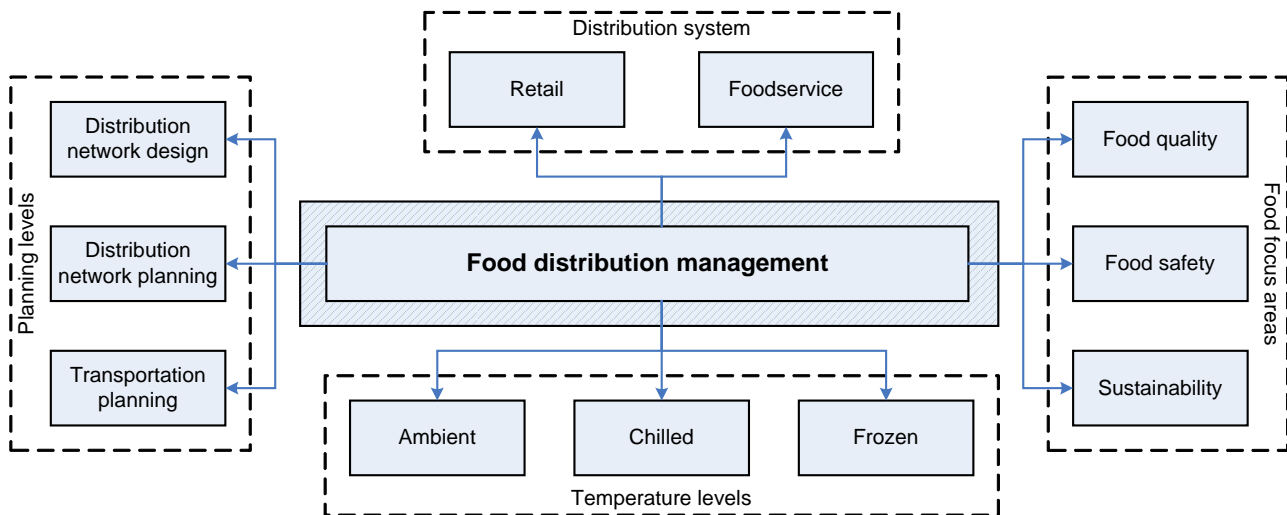 Distribution system
Retail
Foodservice
Planning levels
Distribution
network design
Distribution
network planning
Transportation
planning
Food distribution management
Food quality
Food safety
Sustainability
Food focus areas
Ambient
Chilled
Frozen
Temperature levels